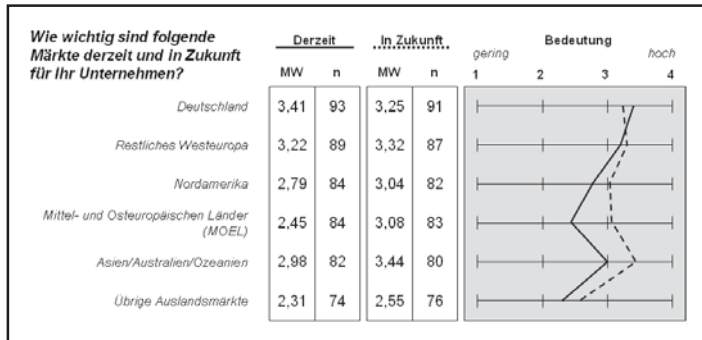 Wie wichtig sind folgende Märkte derzeit und in Zukunft für Ihr Unternehmen?
Derzeit In Zukunft Bedeutung
gering hoch
MW n MW n 1 2 3 4
Deutschland 3,41 93 3,25 91
Restliches Westeuropa 3,22 89 3,32 87
Nordamerika 2,79 84 3,04 82
Mittel- und Osteuropäischen Länder (MOEL) 2,45 84 3,08 83
Asien/Australien/Ozeanien 2,98 82 3,44 80
Übrige Auslandsmärkte 2,31 74 2,55 76